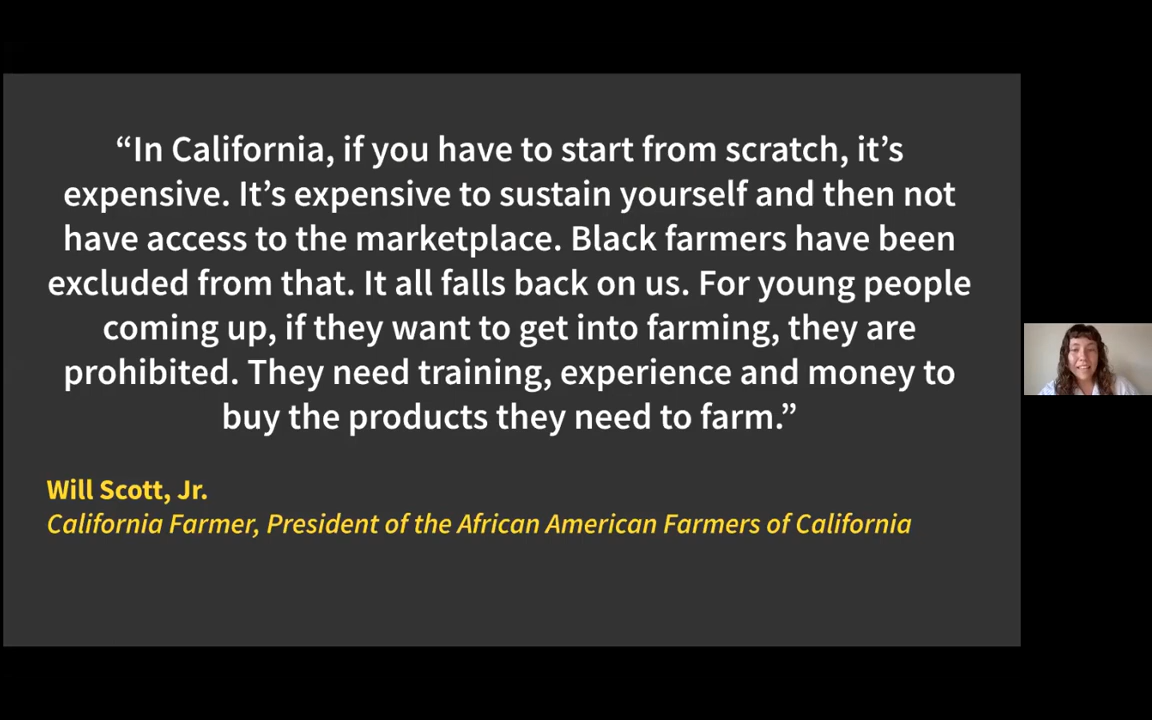 “In California, if you have to start from scratch, it’s
expensive. It’s expensive to sustain yourself and then not
have access to the marketplace. Black farmers have been
excluded from that. It all falls back on us. For young people
coming up, if they want to get into farming, they are
prohibited. They need training, experience and money to
buy the products they need to farm.”
Will Scott, Jr.
California Farmer, President of the African American Farmers of California